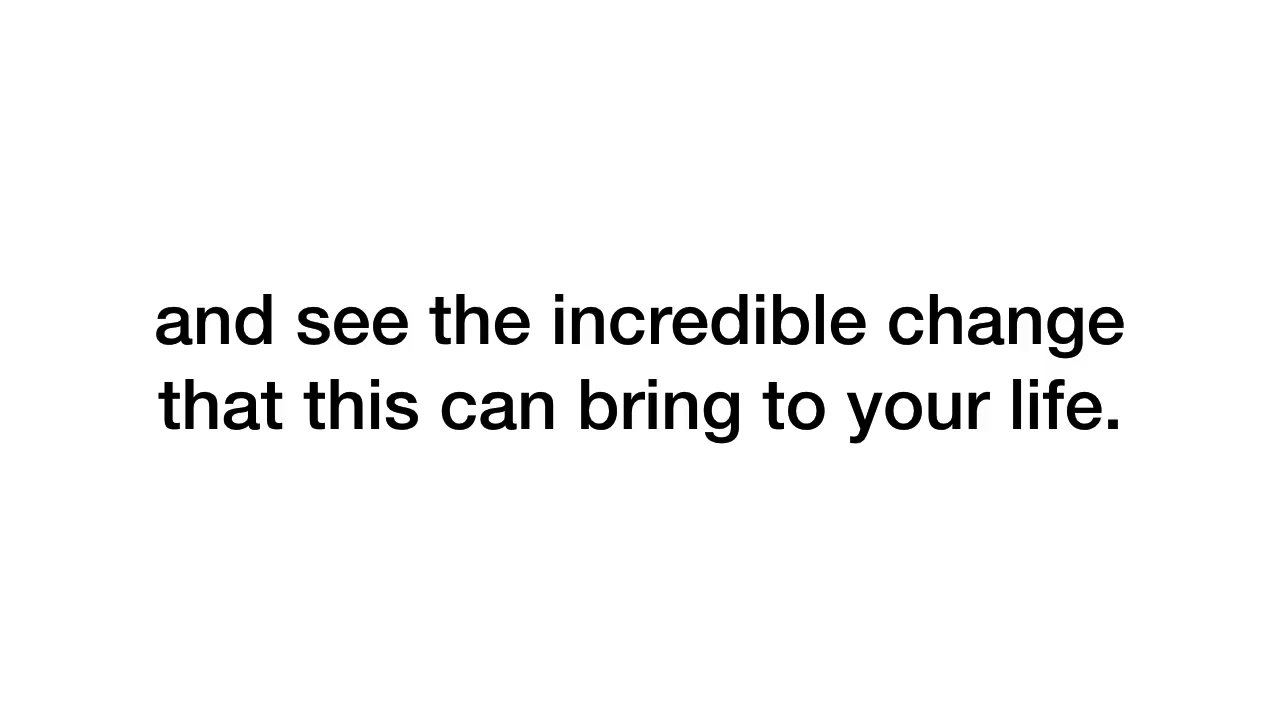 and see the incredible change
that this can bring to your life.